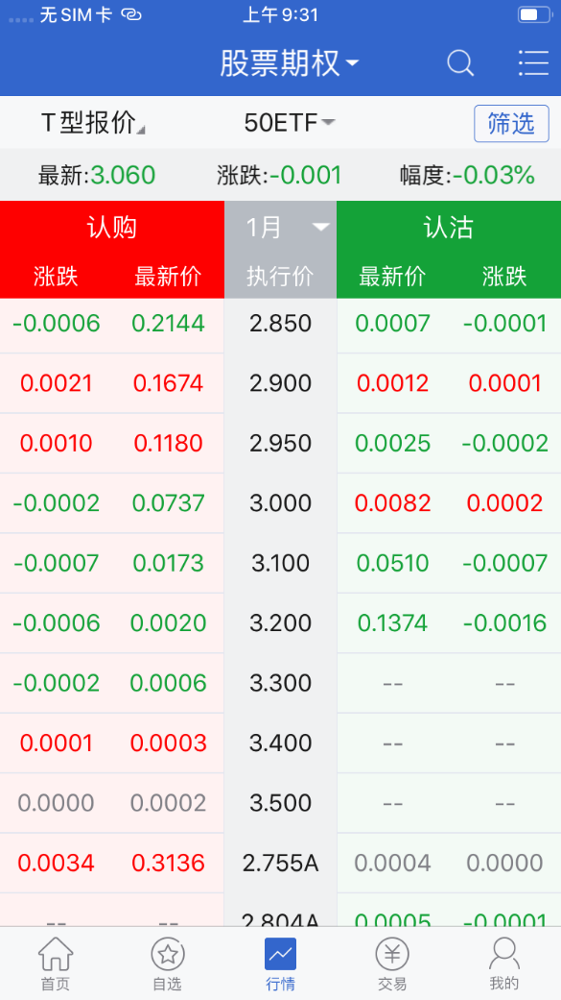 无SIM卡 上午9:31
股票期权
T型报价 50ETF 筛选
最新:3.060 涨跌:-0.001 幅度:-0.03%
认购 1月 认沽
涨跌 最新价 执行价 最新价 涨跌
-0.0006 0.2144 2.850 0.0007 -0.0001
0.0021 0.1674 2.900 0.0012 0.0001
0.0010 0.1180 2.950 0.0025 -0.0002
-0.0002 0.0737 3.000 0.0082 0.0002
-0.0007 0.0173 3.100 0.0510 -0.0007
-0.0006 0.0020 3.200 0.1374 -0.0016
-0.0002 0.0006 3.300 -- --
0.0001 0.0003 3.400 -- --
0.0000 0.0002 3.500 -- --
0.0034 0.3136 2.755A 0.0004 0.0000
-- -- 2.804A 0.0005 -0.0001
首页 自选 行情 交易 我的